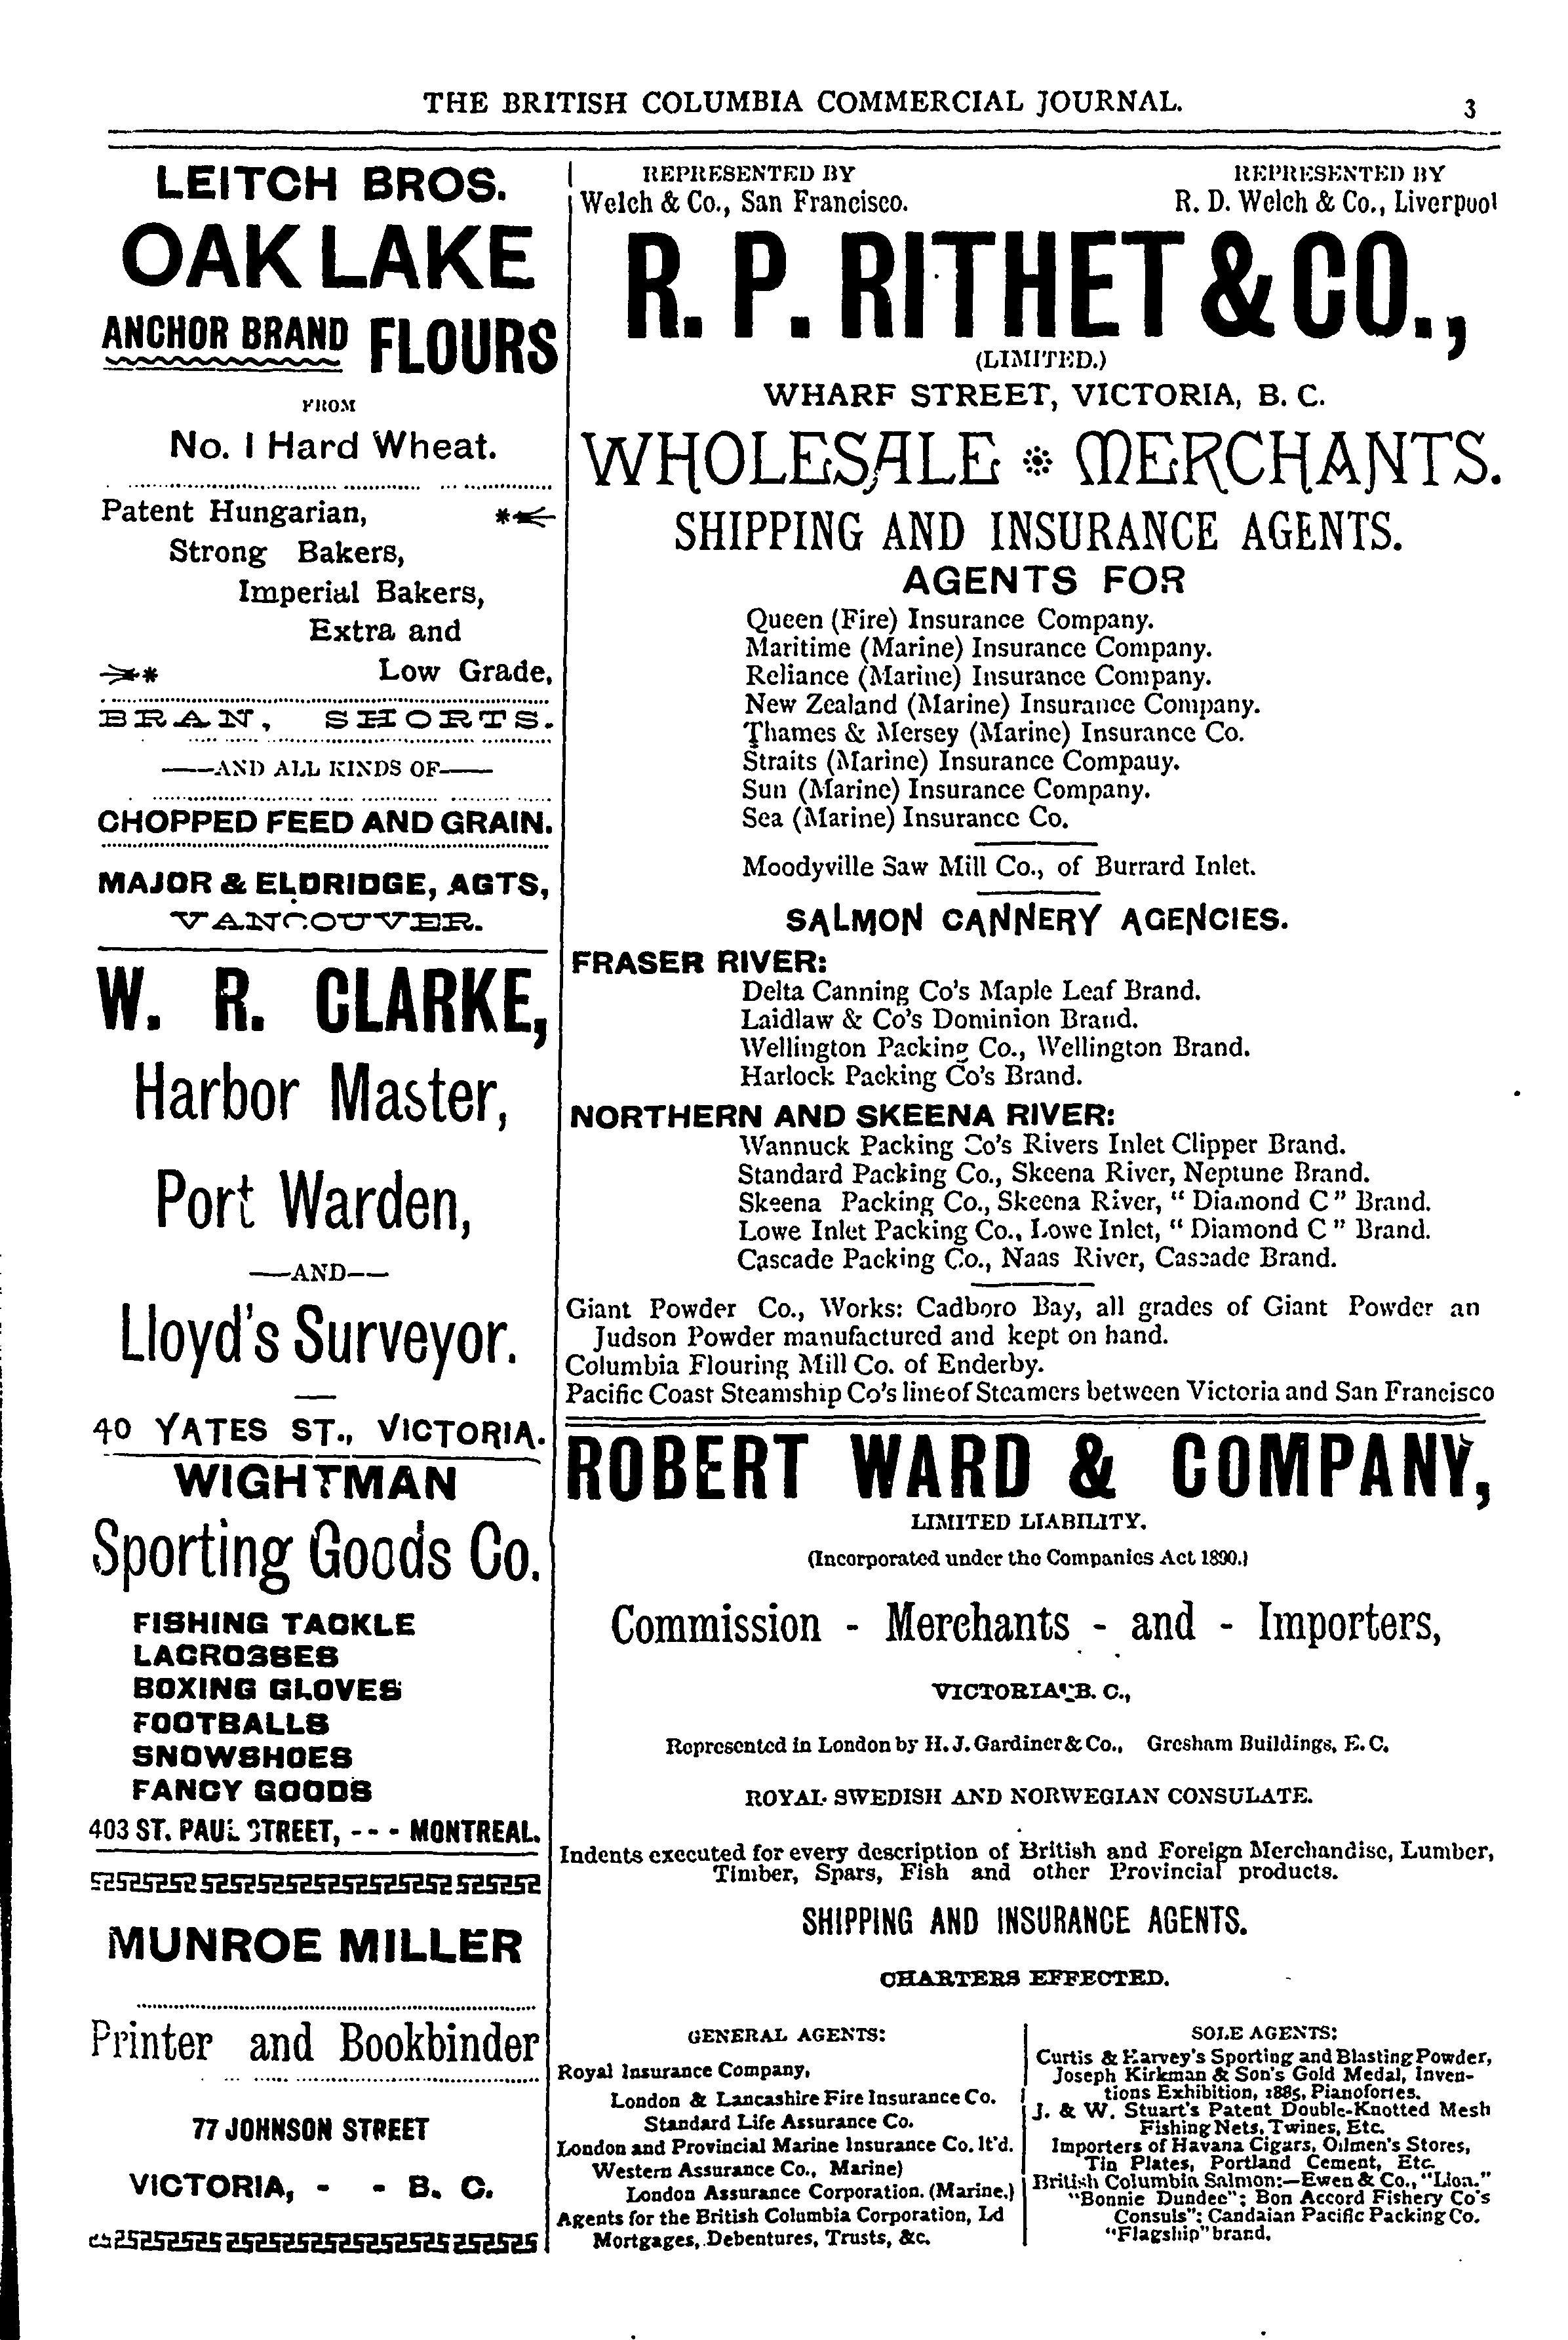 THE BRITISH COLUMBIA COMMERCIAL JOURNAL.
3
LEITCH BROS.
OAK LAKE
ANCHOR BRAND FLOURS
FROM
No. 1 Hard Wheat.
Patent Hungarian,
Strong Bakers,
Imperial Bakers,
Extra and
Low Grade,
BRAN, SHORTS.
—AND ALL KINDS OF—
CHOPPED FEED AND GRAIN.
MAJOR & ELDRIDGE, AGTS,
VANCOUVER.
W. R. CLARKE,
Harbor Master,
Port Warden,
—AND—
Lloyd's Surveyor.
40 YATES ST., VICTORIA.
WIGHTMAN
Sporting Goods Co.
FISHING TACKLE
LACROSSES
BOXING GLOVES
FOOTBALLS
SNOWSHOES
FANCY GOODS
403 ST. PAUL STREET, - - - MONTREAL.
MUNROE MILLER
Printer and Bookbinder
77 JOHNSON STREET
VICTORIA, - - B. C.
REPRESENTED BY
Welch & Co., San Francisco.
REPRESENTED BY
R. D. Welch & Co., Liverpool
R. P. RITHET & CO.,
(LIMITED.)
WHARF STREET, VICTORIA, B. C.
WHOLESALE MERCHANTS.
SHIPPING AND INSURANCE AGENTS.
AGENTS FOR
Queen (Fire) Insurance Company.
Maritime (Marine) Insurance Company.
Reliance (Marine) Insurance Company.
New Zealand (Marine) Insurance Company.
Thames & Mersey (Marine) Insurance Co.
Straits (Marine) Insurance Compauy.
Sun (Marine) Insurance Company.
Sea (Marine) Insurance Co.
Moodyville Saw Mill Co., of Burrard Inlet.
SALMON CANNERY AGENCIES.
FRASER RIVER:
Delta Canning Co's Maple Leaf Brand.
Laidlaw & Co's Dominion Brand.
Wellington Packing Co., Wellington Brand.
Harlock Packing Co's Brand.
NORTHERN AND SKEENA RIVER:
Wannuck Packing Co's Rivers Inlet Clipper Brand.
Standard Packing Co., Skeena River, Neptune Brand.
Skeena Packing Co., Skeena River, "Diamond C" Brand.
Lowe Inlet Packing Co., Lowe Inlet, "Diamond C" Brand.
Cascade Packing Co., Naas River, Cascade Brand.
Giant Powder Co., Works: Cadboro Bay, all grades of Giant Powder an
Judson Powder manufactured and kept on hand.
Columbia Flouring Mill Co. of Enderby.
Pacific Coast Steamship Co's line of Steamers between Victoria and San Francisco
ROBERT WARD & COMPANY,
LIMITED LIABILITY.
(Incorporated under the Companies Act 1890.)
Commission - Merchants - and - Importers,
VICTORIA, B. C.,
Represented in London by H. J. Gardiner & Co., Gresham Buildings, E. C.
ROYAL SWEDISH AND NORWEGIAN CONSULATE.
Indents executed for every description of British and Foreign Merchandise, Lumber,
Timber, Spars, Fish and other Provincial products.
SHIPPING AND INSURANCE AGENTS.
CHARTERS EFFECTED.
GENERAL AGENTS:
Royal Insurance Company,
London & Lancashire Fire Insurance Co.
Standard Life Assurance Co.
London and Provincial Marine Insurance Co. lt'd.
Western Assurance Co., Marine)
London Assurance Corporation. (Marine.)
Agents for the British Columbia Corporation, Ld
Mortgages, Debentures, Trusts, &c.
SOLE AGENTS:
Curtis & Harvey's Sporting and Blasting Powder,
Joseph Kirkman & Son's Gold Medal, Inven-
tions Exhibition, 1885, Pianofortes.
J. & W. Stuart's Patent Double-Knotted Mesh
Fishing Nets, Twines, Etc.
Importers of Havana Cigars, Oilmen's Stores,
Tin Plates, Portland Cement, Etc.
British Columbia Salmon:—Ewen & Co., "Lion."
"Bonnie Dundee"; Bon Accord Fishery Co's
Consuls"; Candaian Pacific Packing Co.
"Flagship" brand.